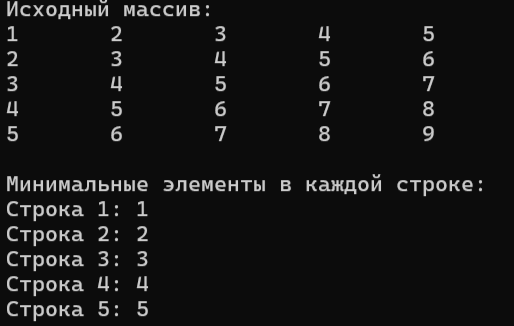 Исходный массив:
1 2 3 4 5
2 3 4 5 6
3 4 5 6 7
4 5 6 7 8
5 6 7 8 9
Минимальные элементы в каждой строке:
Строка 1: 1
Строка 2: 2
Строка 3: 3
Строка 4: 4
Строка 5: 5